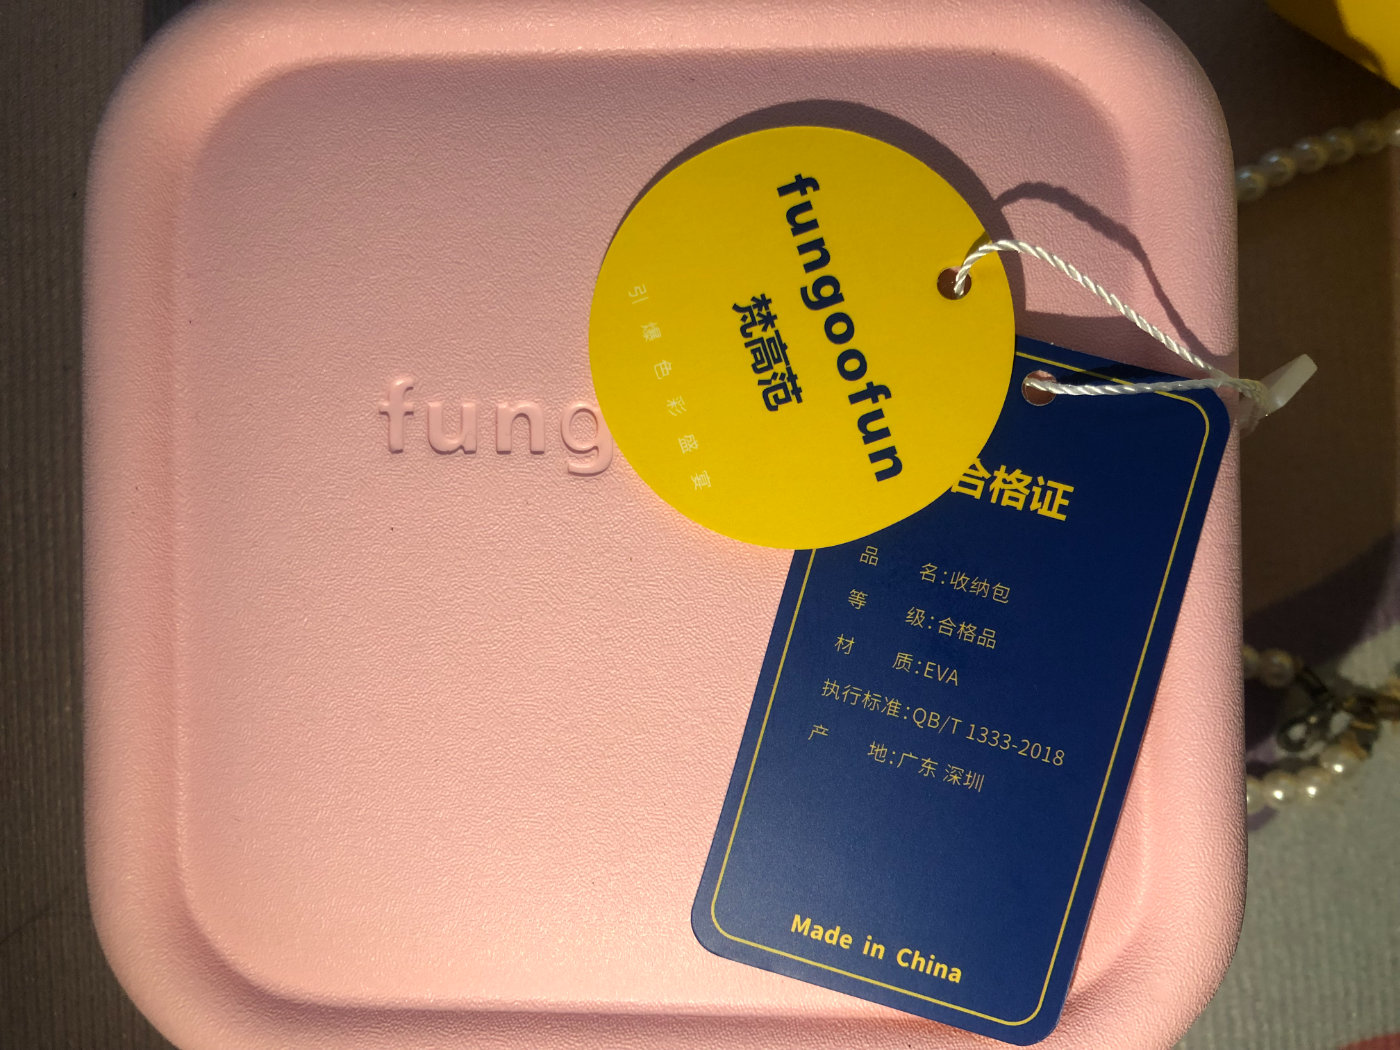 fung
fungoofun
梵高范
引爆色彩盛宴
合格证
品 名:收纳包
等 级:合格品
材 质:EVA
执行标准:QB/T 1333-2018
产 地:广东 深圳
Made in China